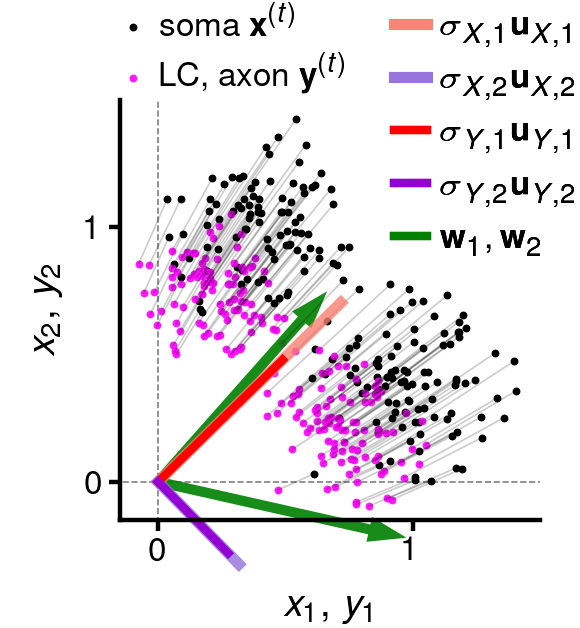 soma x^(t)
LC, axon y^(t)
σ_X,1 u_X,1
σ_X,2 u_X,2
σ_Y,1 u_Y,1
σ_Y,2 u_Y,2
w_1, w_2
x_2, y_2
1
0
0
1
x_1, y_1